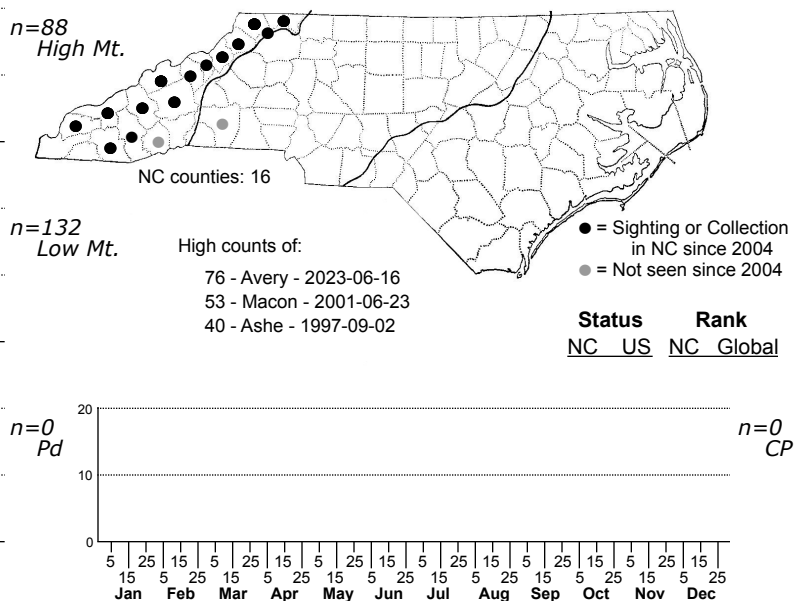 n=88
High Mt.
NC counties: 16
n=132
Low Mt.
High counts of:
76 - Avery - 2023-06-16
53 - Macon - 2001-06-23
40 - Ashe - 1997-09-02
● = Sighting or Collection
in NC since 2004
● = Not seen since 2004
Status Rank
NC US NC Global
n=0
Pd
20
10
0
n=0
CP
5 25 15 5 25 15 5 25 15 5 25 15 5 25 15 5 25 15
15 5 25 15 5 25 15 5 25 15 5 25 15 5 25 15 5 25
Jan Feb Mar Apr May Jun Jul Aug Sep Oct Nov Dec